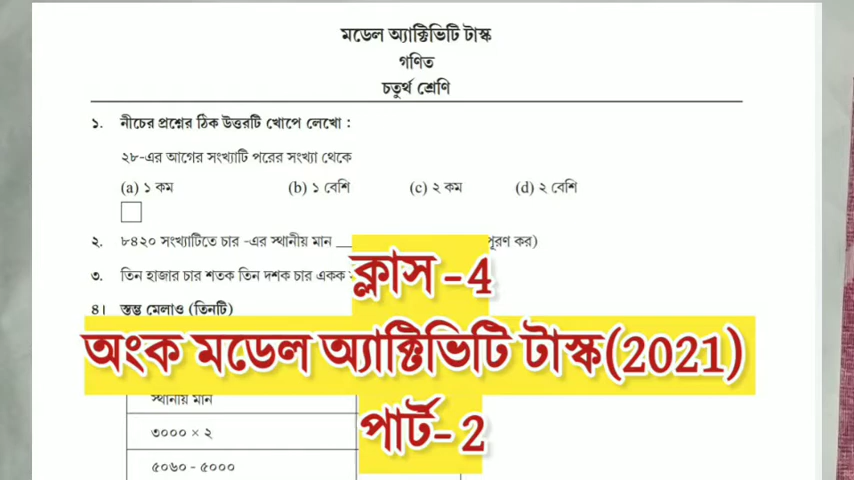 মডেল অ্যাক্টিভিটি টাস্ক
গণিত
চতুর্থ শ্রেণি
১. নীচের প্রশ্নের ঠিক উত্তরটি খোপে লেখো :
২৮-এর আগের সংখ্যাটি পরের সংখ্যা থেকে
(a) ১ কম (b) ১ বেশি (c) ২ কম (d) ২ বেশি
২. ৮৪২০ সংখ্যাটিতে চার -এর স্থানীয় মান __ পূরণ কর)
৩. তিন হাজার চার শতক তিন দশক চার একক
ক্লাস -4
৪। স্তম্ভ মেলাও (তিনটি)
অংক মডেল অ্যাক্টিভিটি টাস্ক(2021)
স্থানীয় মান
পার্ট- 2
৩০০০ × ২
৫০৬০ - ৫০০০